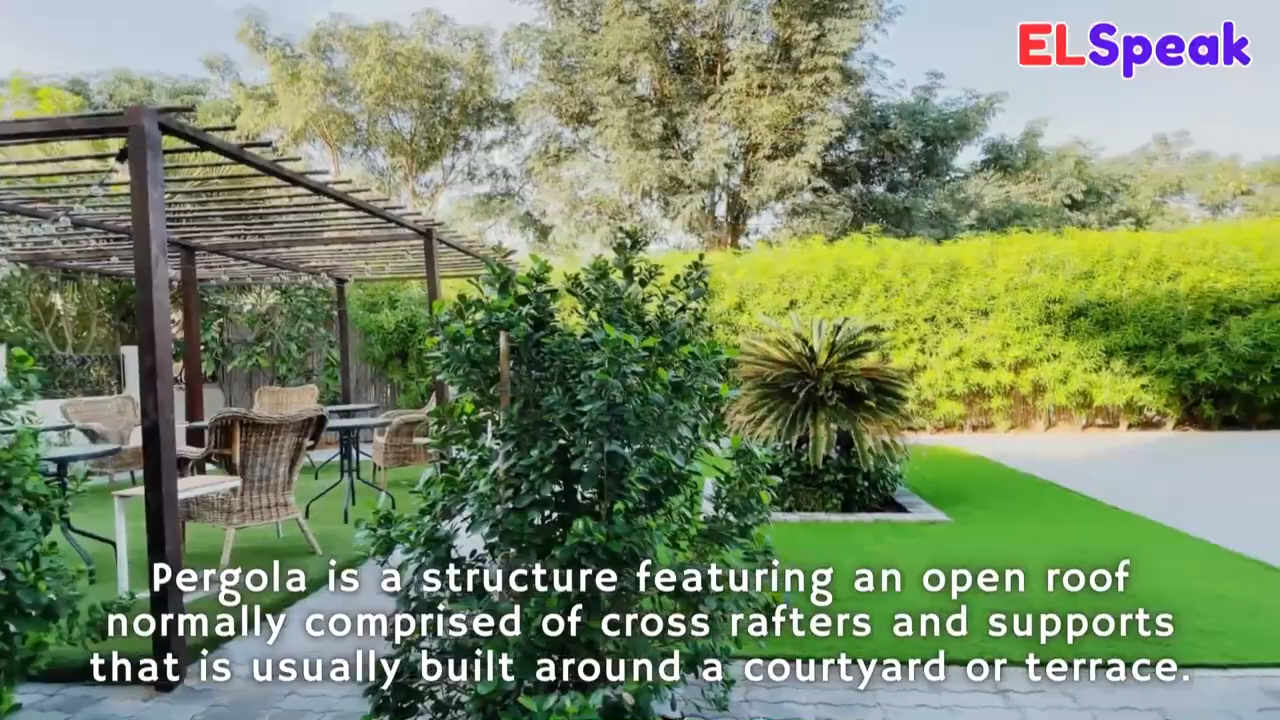 ELSpeak
Pergola is a structure featuring an open roof
normally comprised of cross rafters and supports
that is usually built around a courtyard or terrace.